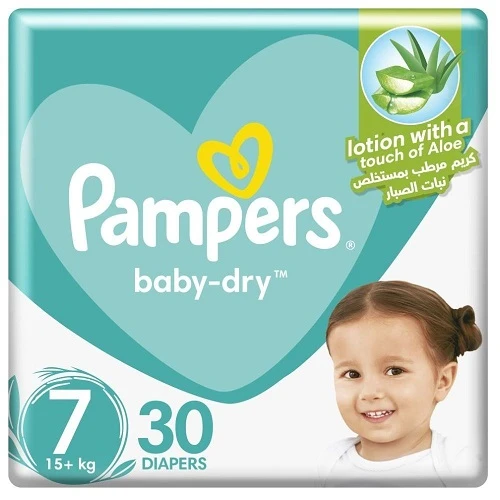 lotion with a
touch of Aloe
كريم مرطب بمستخلص
نبات الصبار
Pampers®
baby-dry™
7
15+ kg
30
DIAPERS